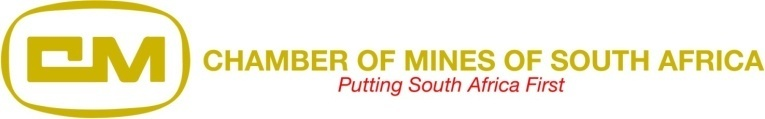 CM
CHAMBER OF MINES OF SOUTH AFRICA
Putting South Africa First